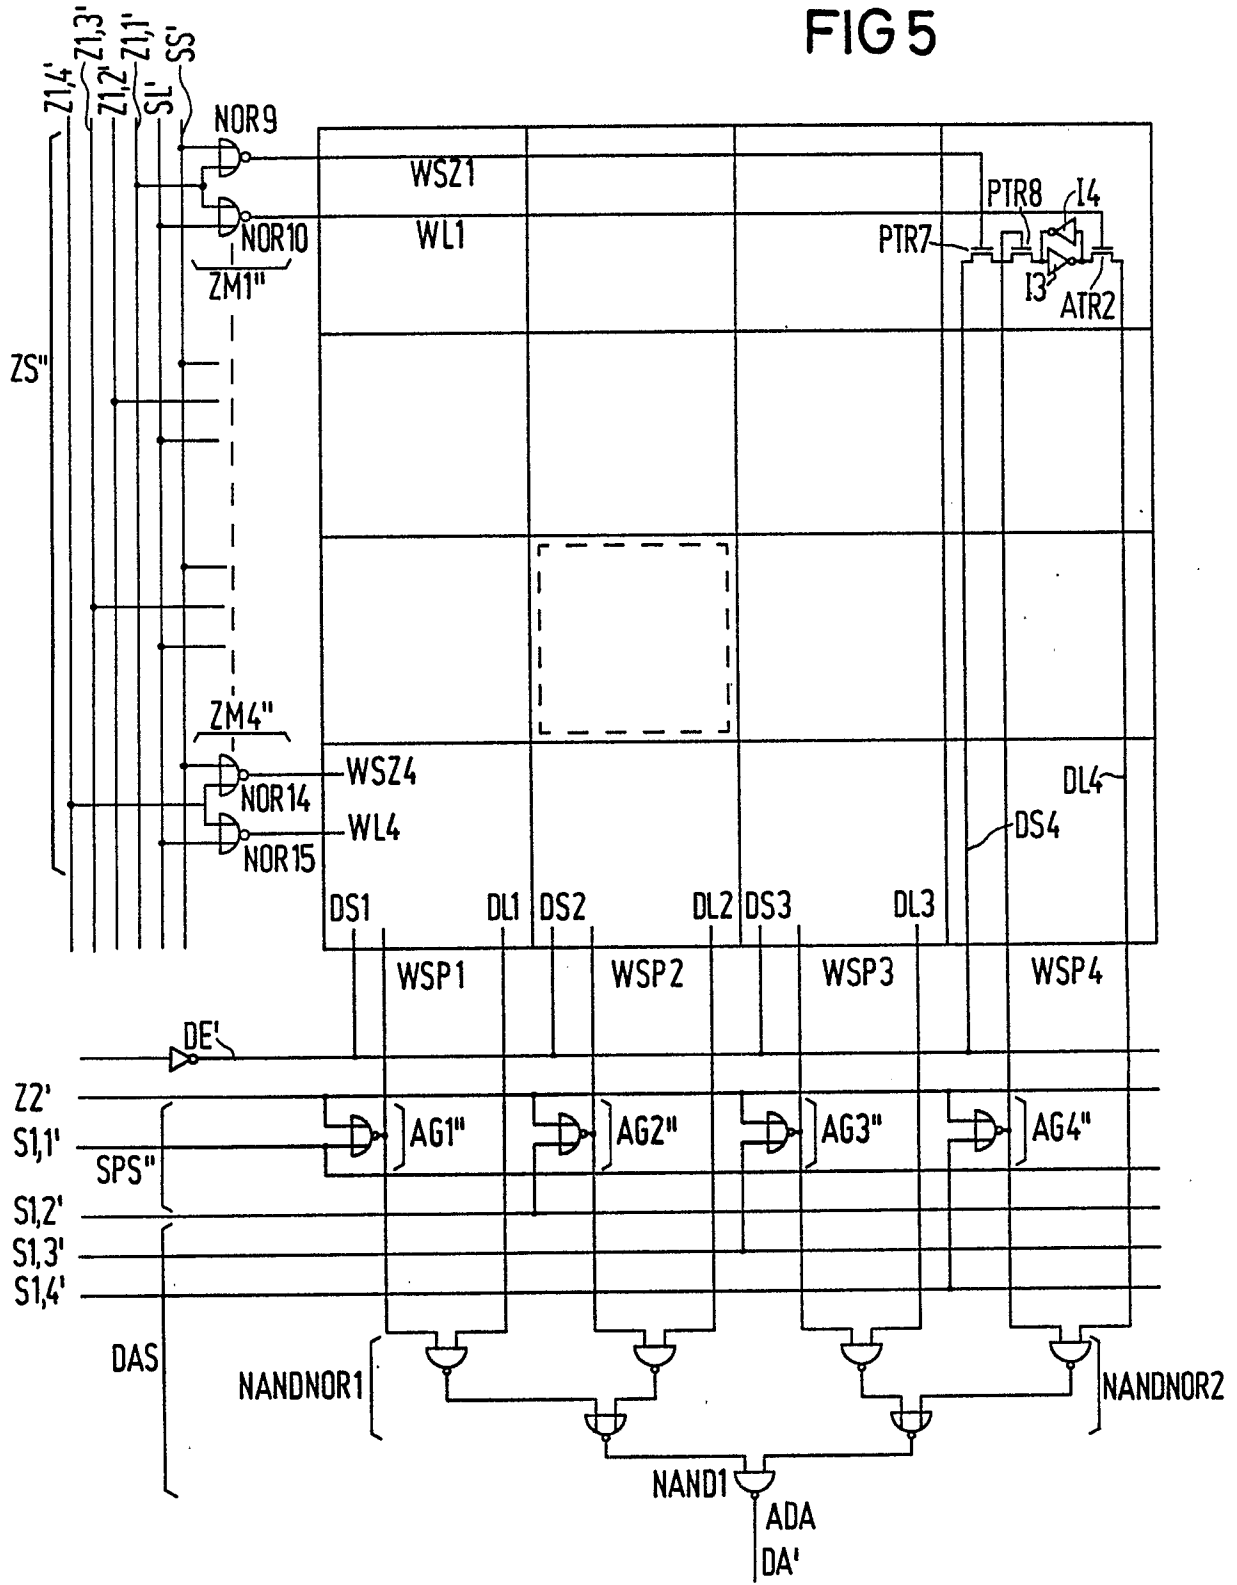 FIG 5
Z1,4'
Z1,3'
Z1,2'
Z1,1'
SL'
SS'
NOR9
WSZ1
NOR10
WL1
ZM1"
PTR7
PTR8
I4
I3
ATR2
ZS"
ZM4"
NOR14
WSZ4
NOR15
WL4
DL4
DS4
DS1
DL1
DS2
DL2
DS3
DL3
WSP1
WSP2
WSP3
WSP4
DE'
Z2'
S1,1'
SPS"
AG1"
AG2"
AG3"
AG4"
S1,2'
S1,3'
S1,4'
DAS
NANDNOR1
NANDNOR2
NAND1
ADA
DA'